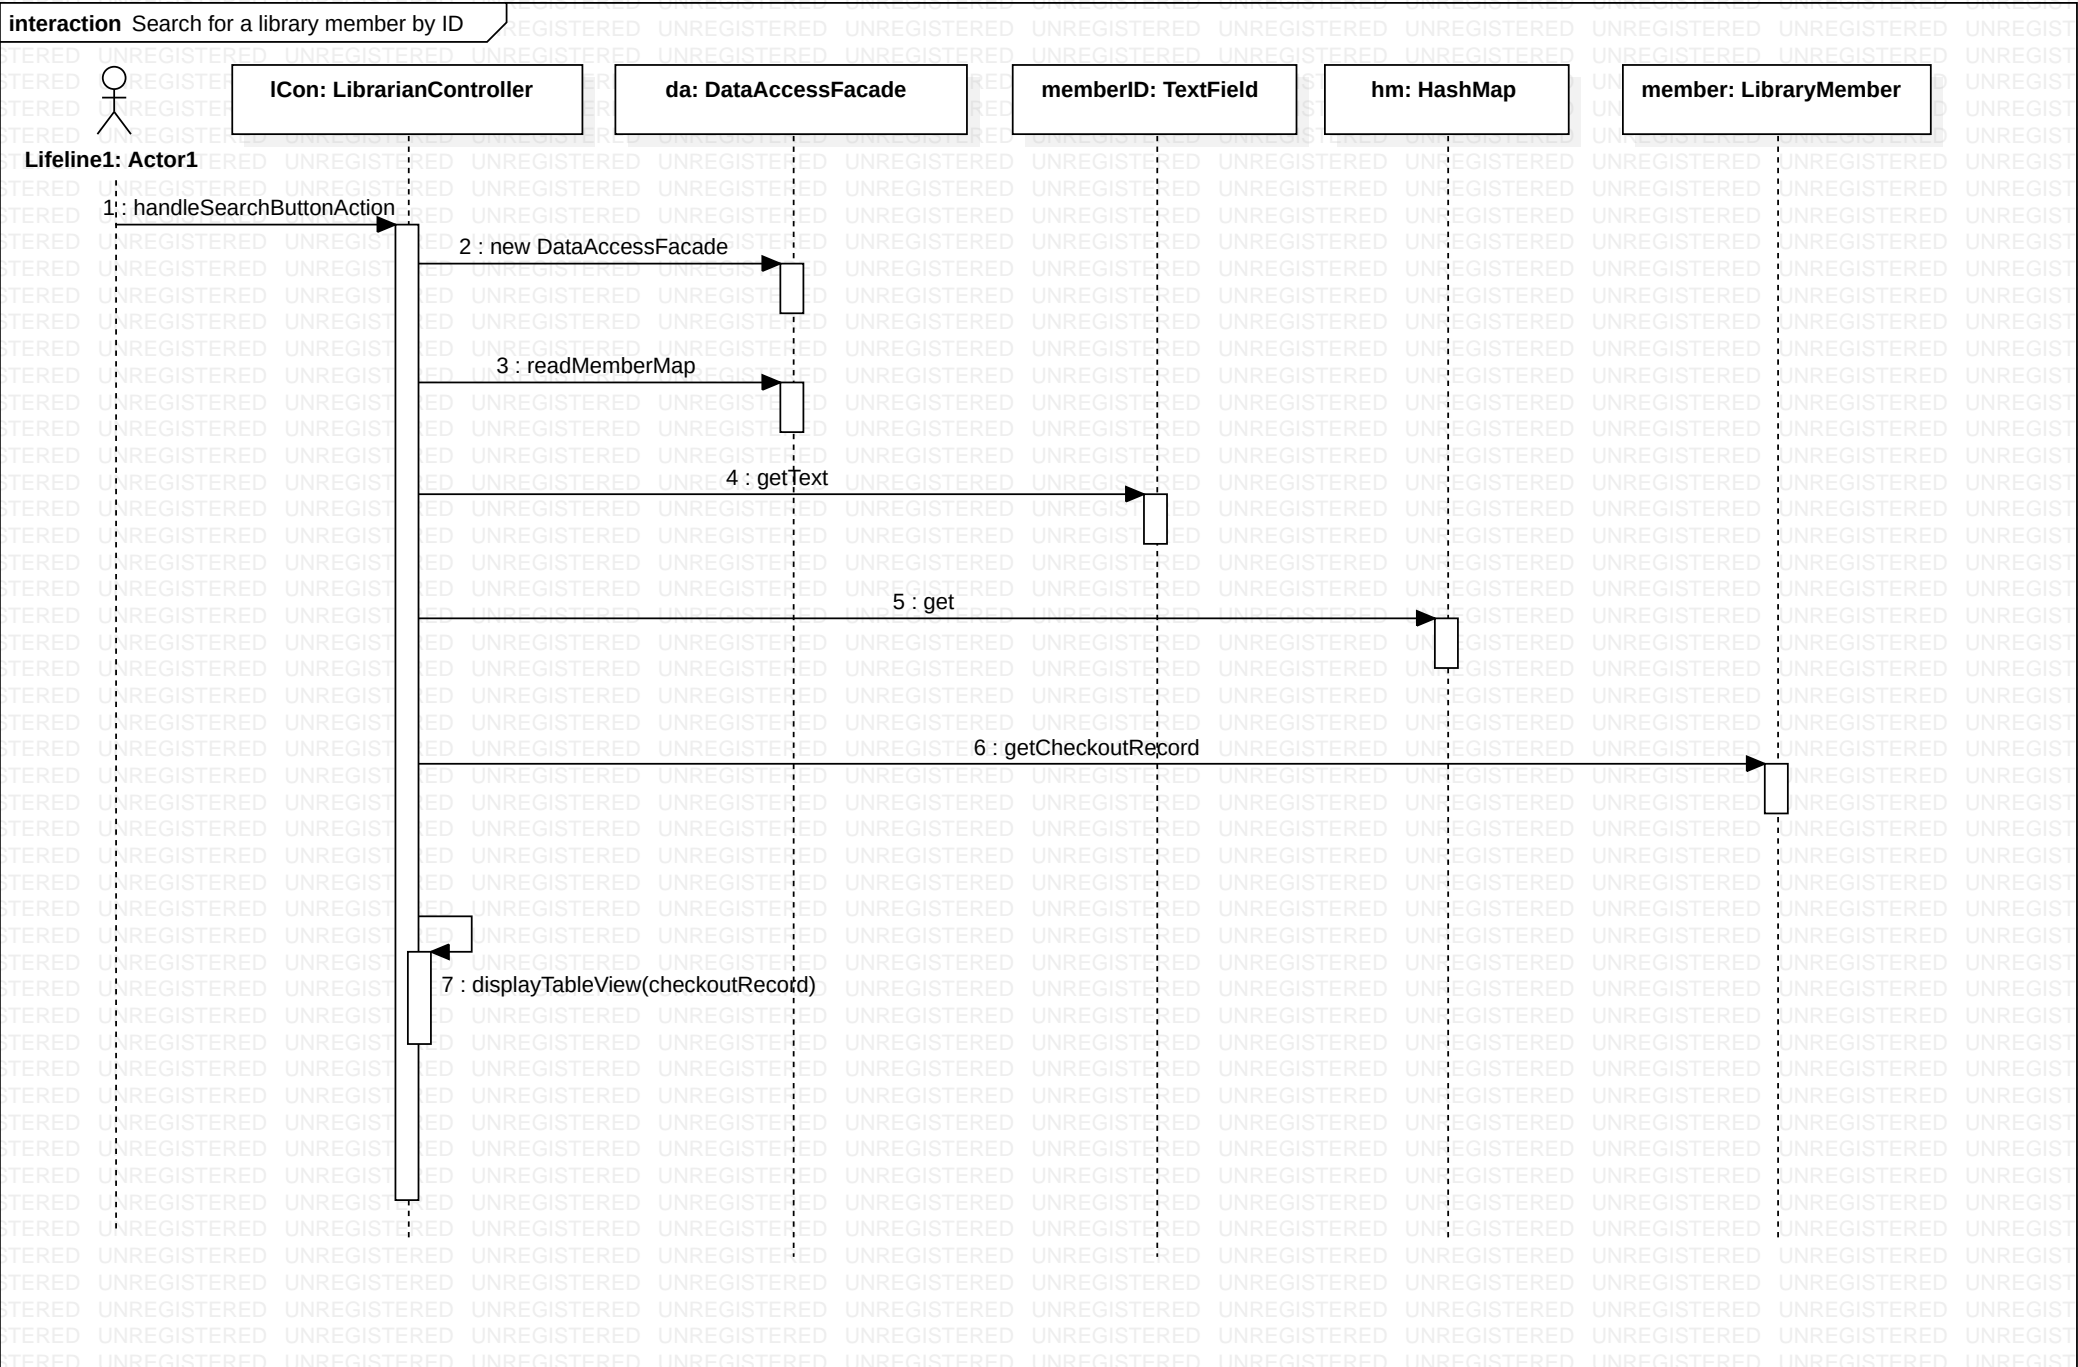 interaction Search for a library member by ID
lCon: LibrarianController
da: DataAccessFacade
memberID: TextField
hm: HashMap
member: LibraryMember
Lifeline1: Actor1
1 : handleSearchButtonAction
2 : new DataAccessFacade
3 : readMemberMap
4 : getText
5 : get
6 : getCheckoutRecord
7 : displayTableView(checkoutRecord)
UNREGISTERED